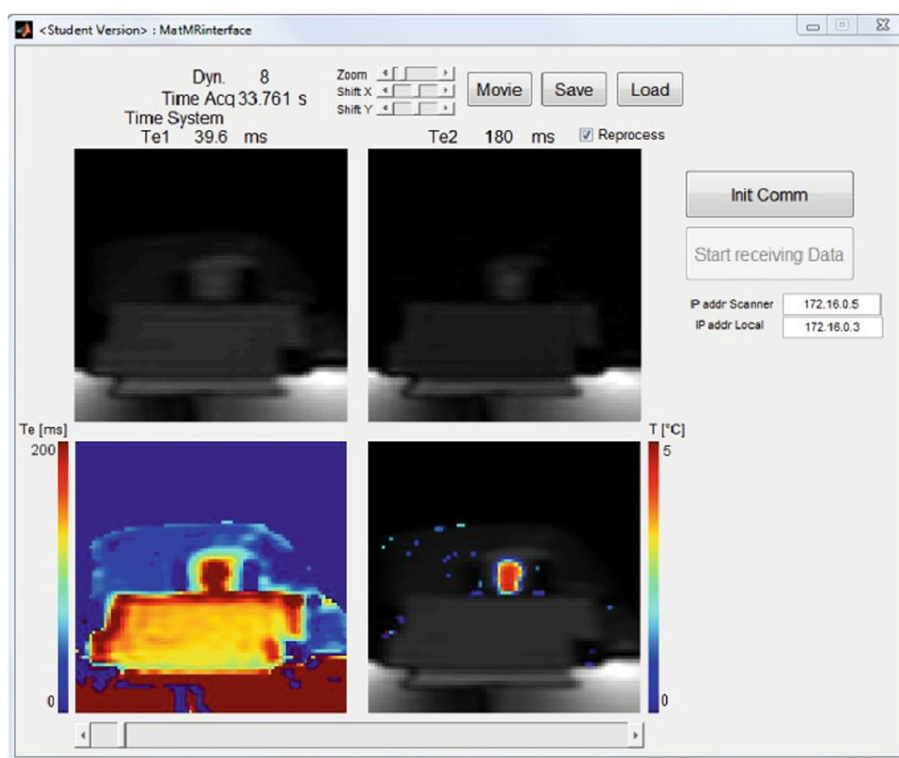 <Student Version> : MatMRinterface
Dyn. 8
Time Acq 33.761 s
Time System
Te1 39.6 ms
Zoom
Shift X
Shift Y
Movie
Save
Load
Te2 180 ms
Reprocess
Init Comm
Start receiving Data
IP addr Scanner 172.16.0.5
IP addr Local 172.16.0.3
Te [ms]
200
0
T [°C]
5
0